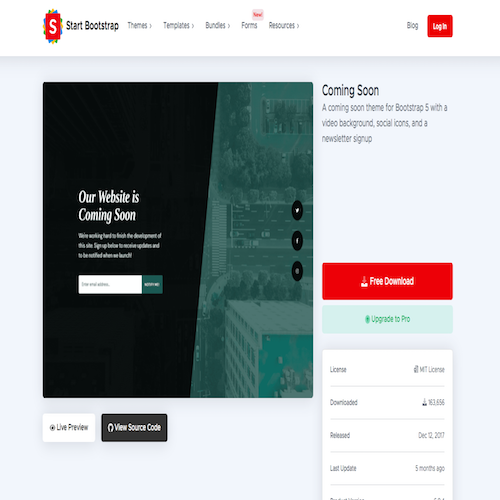 S Start Bootstrap Themes Templates Bundles Forms New! Resources Blog Log In
Coming Soon
A coming soon theme for Bootstrap 5 with a
video background, social icons, and a
newsletter signup
Our Website is
Coming Soon
We're working hard to finish the development of
this site. Sign up below to receive updates and
to be notified when we launch!
Enter email address... NOTIFY ME!
Free Download
Upgrade to Pro
License MIT License
Downloaded 163,656
Released Dec 12, 2017
Last Update 5 months ago
Live Preview View Source Code